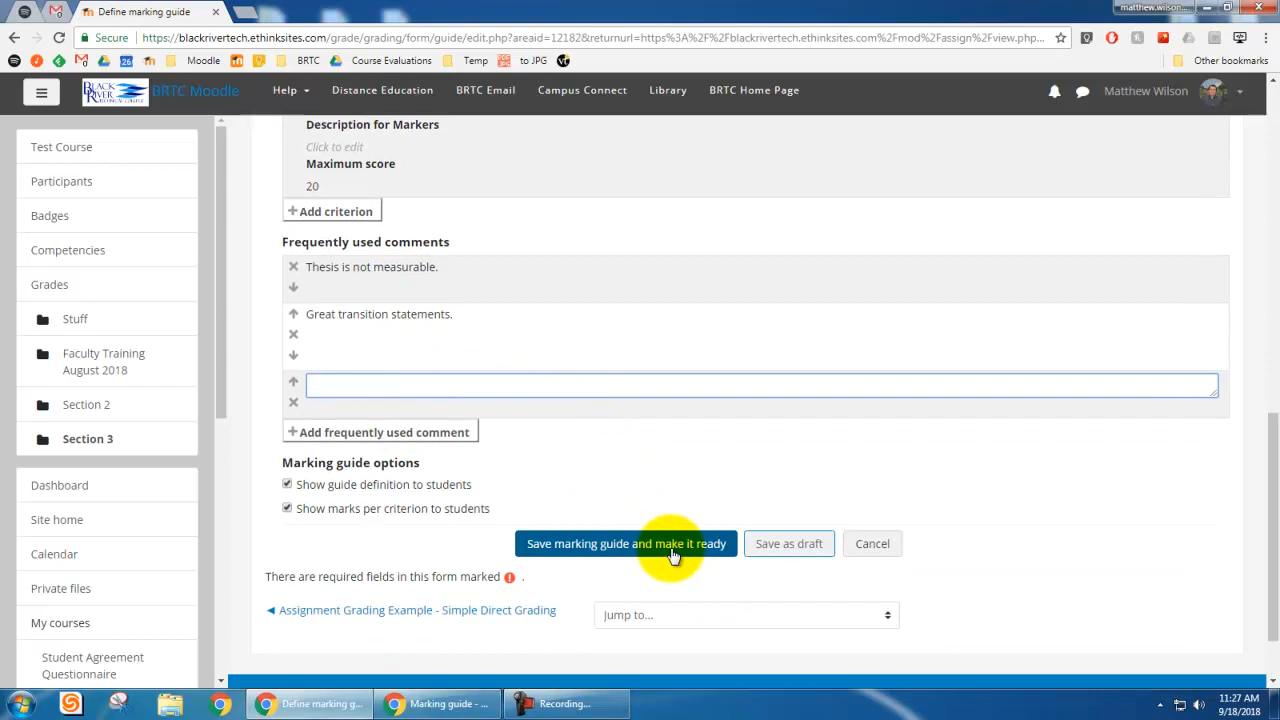 Define marking guide
matthew.wilson...
Secure
https://blackrivertech.ethinksites.com/grade/grading/form/guide/edit.php?areaid=12182&returnurl=https%3A%2F%2Fblackrivertech.ethinksites.com%2Fmod%2Fassign%2Fview.php...
Moodle
BRTC
Course Evaluations
Temp
to JPG
Other bookmarks
BRTC Moodle
Help
Distance Education
BRTC Email
Campus Connect
Library
BRTC Home Page
Matthew Wilson
Test Course
Participants
Badges
Competencies
Grades
Stuff
Faculty Training
August 2018
Section 2
Section 3
Dashboard
Site home
Calendar
Private files
My courses
Student Agreement
Questionnaire
Description for Markers
Click to edit
Maximum score
20
+Add criterion
Frequently used comments
Thesis is not measurable.
Great transition statements.
+Add frequently used comment
Marking guide options
Show guide definition to students
Show marks per criterion to students
Save marking guide and make it ready
Save as draft
Cancel
There are required fields in this form marked .
◄ Assignment Grading Example - Simple Direct Grading
Jump to...
Define marking g...
Marking guide - ...
Recording...
11:27 AM
9/18/2018